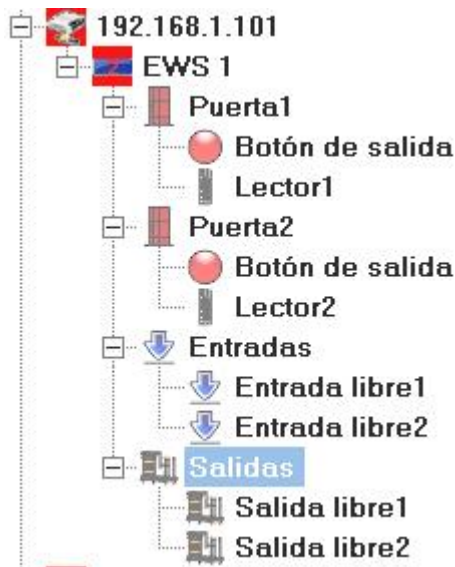 192.168.1.101
EWS 1
Puerta1
Botón de salida
Lector1
Puerta2
Botón de salida
Lector2
Entradas
Entrada libre1
Entrada libre2
Salidas
Salida libre1
Salida libre2